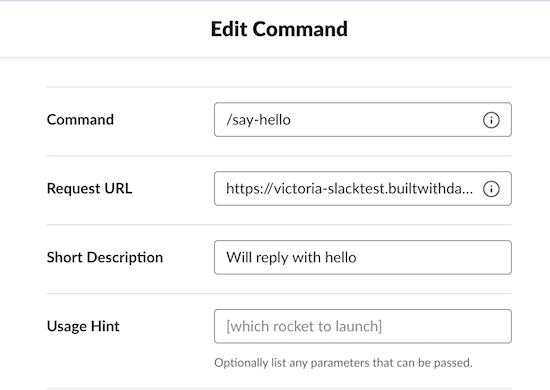 Edit Command
Command
/say-hello
Request URL
https://victoria-slacktest.builtwithda...
Short Description
Will reply with hello
Usage Hint
[which rocket to launch]
Optionally list any parameters that can be passed.